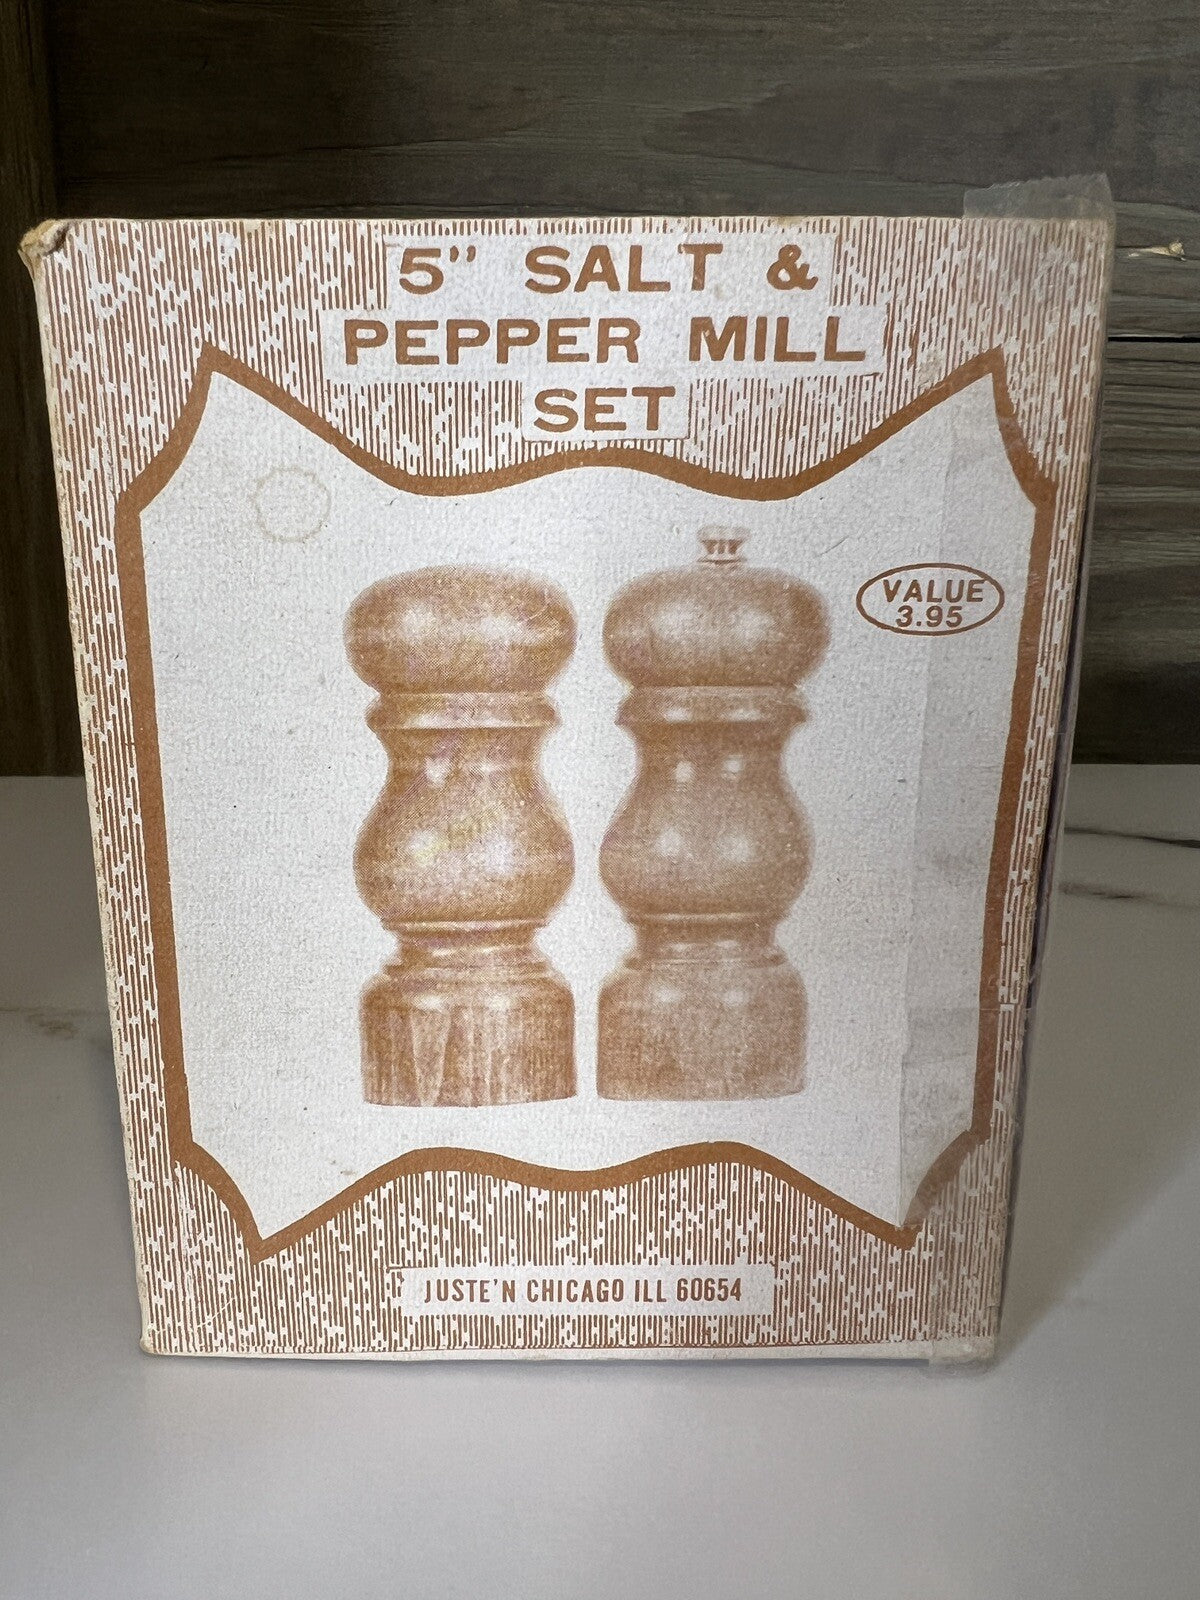 5" SALT &
PEPPER MILL
SET
VALUE
3.95
JUSTE'N CHICAGO ILL 60654